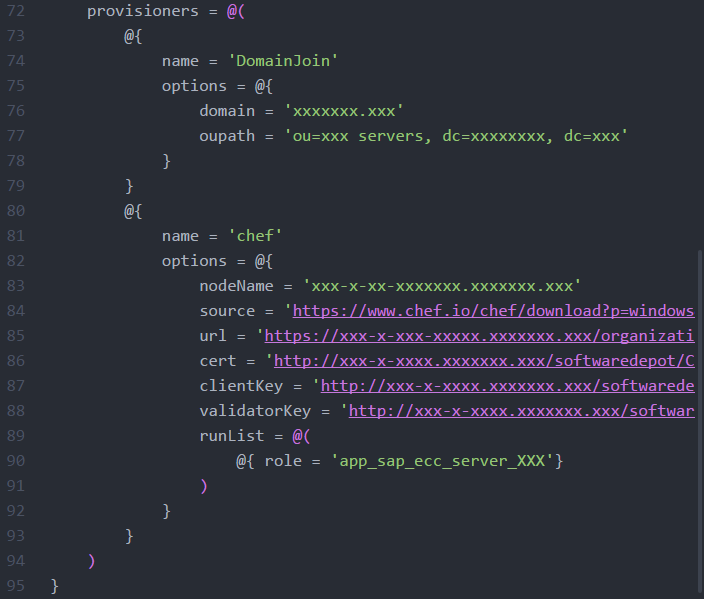 72 provisioners = @(
73 @{
74 name = 'DomainJoin'
75 options = @{
76 domain = 'xxxxxxx.xxx'
77 oupath = 'ou=xxx servers, dc=xxxxxxxx, dc=xxx'
78 }
79 }
80 @{
81 name = 'chef'
82 options = @{
83 nodeName = 'xxx-x-xx-xxxxxxx.xxxxxxx.xxx'
84 source = 'https://www.chef.io/chef/download?p=windows
85 url = 'https://xxx-x-xxx-xxxxx.xxxxxxx.xxx/organizati
86 cert = 'http://xxx-x-xxxx.xxxxxxx.xxx/softwaredepot/C
87 clientKey = 'http://xxx-x-xxxx.xxxxxxx.xxx/softwarede
88 validatorKey = 'http://xxx-x-xxxx.xxxxxxx.xxx/softwar
89 runList = @(
90 @{ role = 'app_sap_ecc_server_XXX'}
91 )
92 }
93 }
94 )
95 }